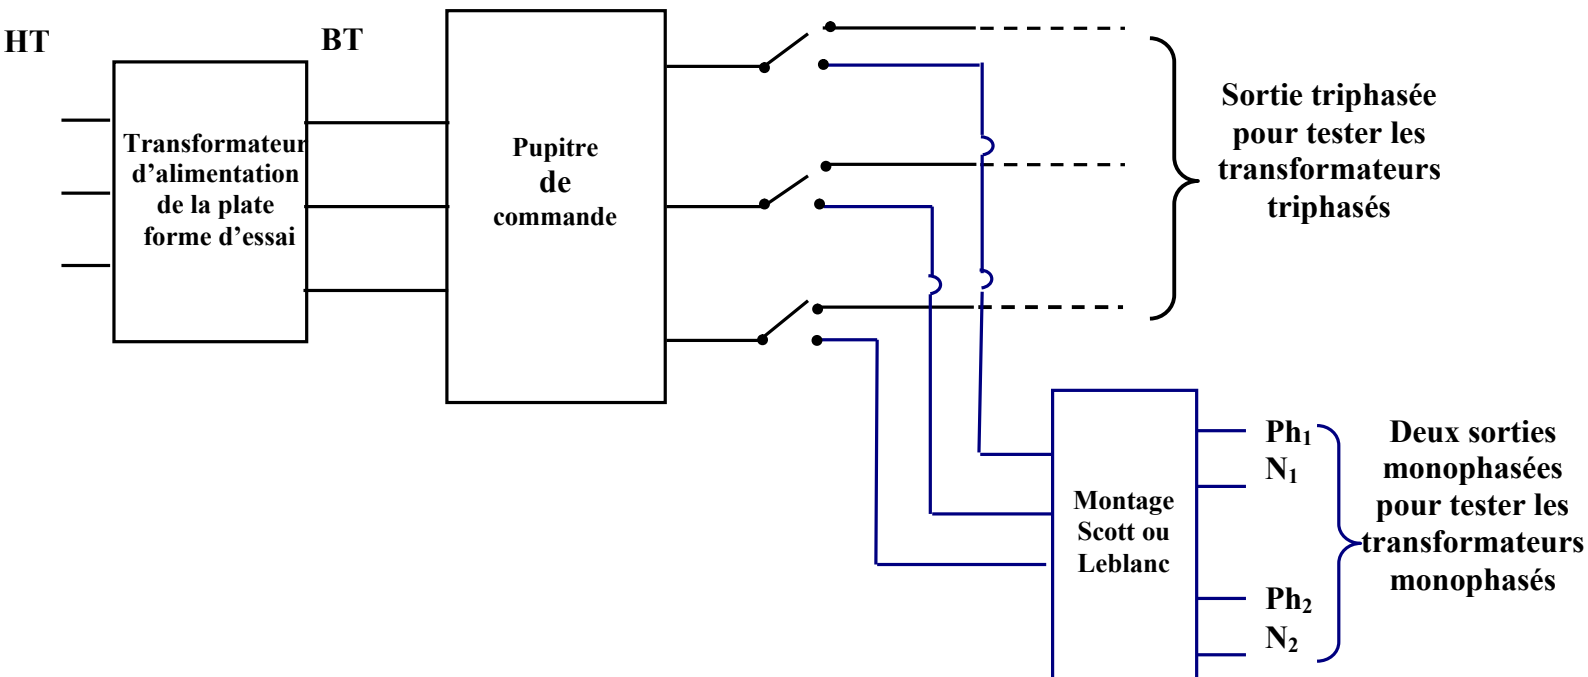 HT
BT
Transformateur
d'alimentation
de la plate
forme d'essai
Pupitre
de
commande
Sortie triphasée
pour tester les
transformateurs
triphasés
Montage
Scott ou
Leblanc
Ph₁
N₁
Ph₂
N₂
Deux sorties
monophasées
pour tester les
transformateurs
monophasés